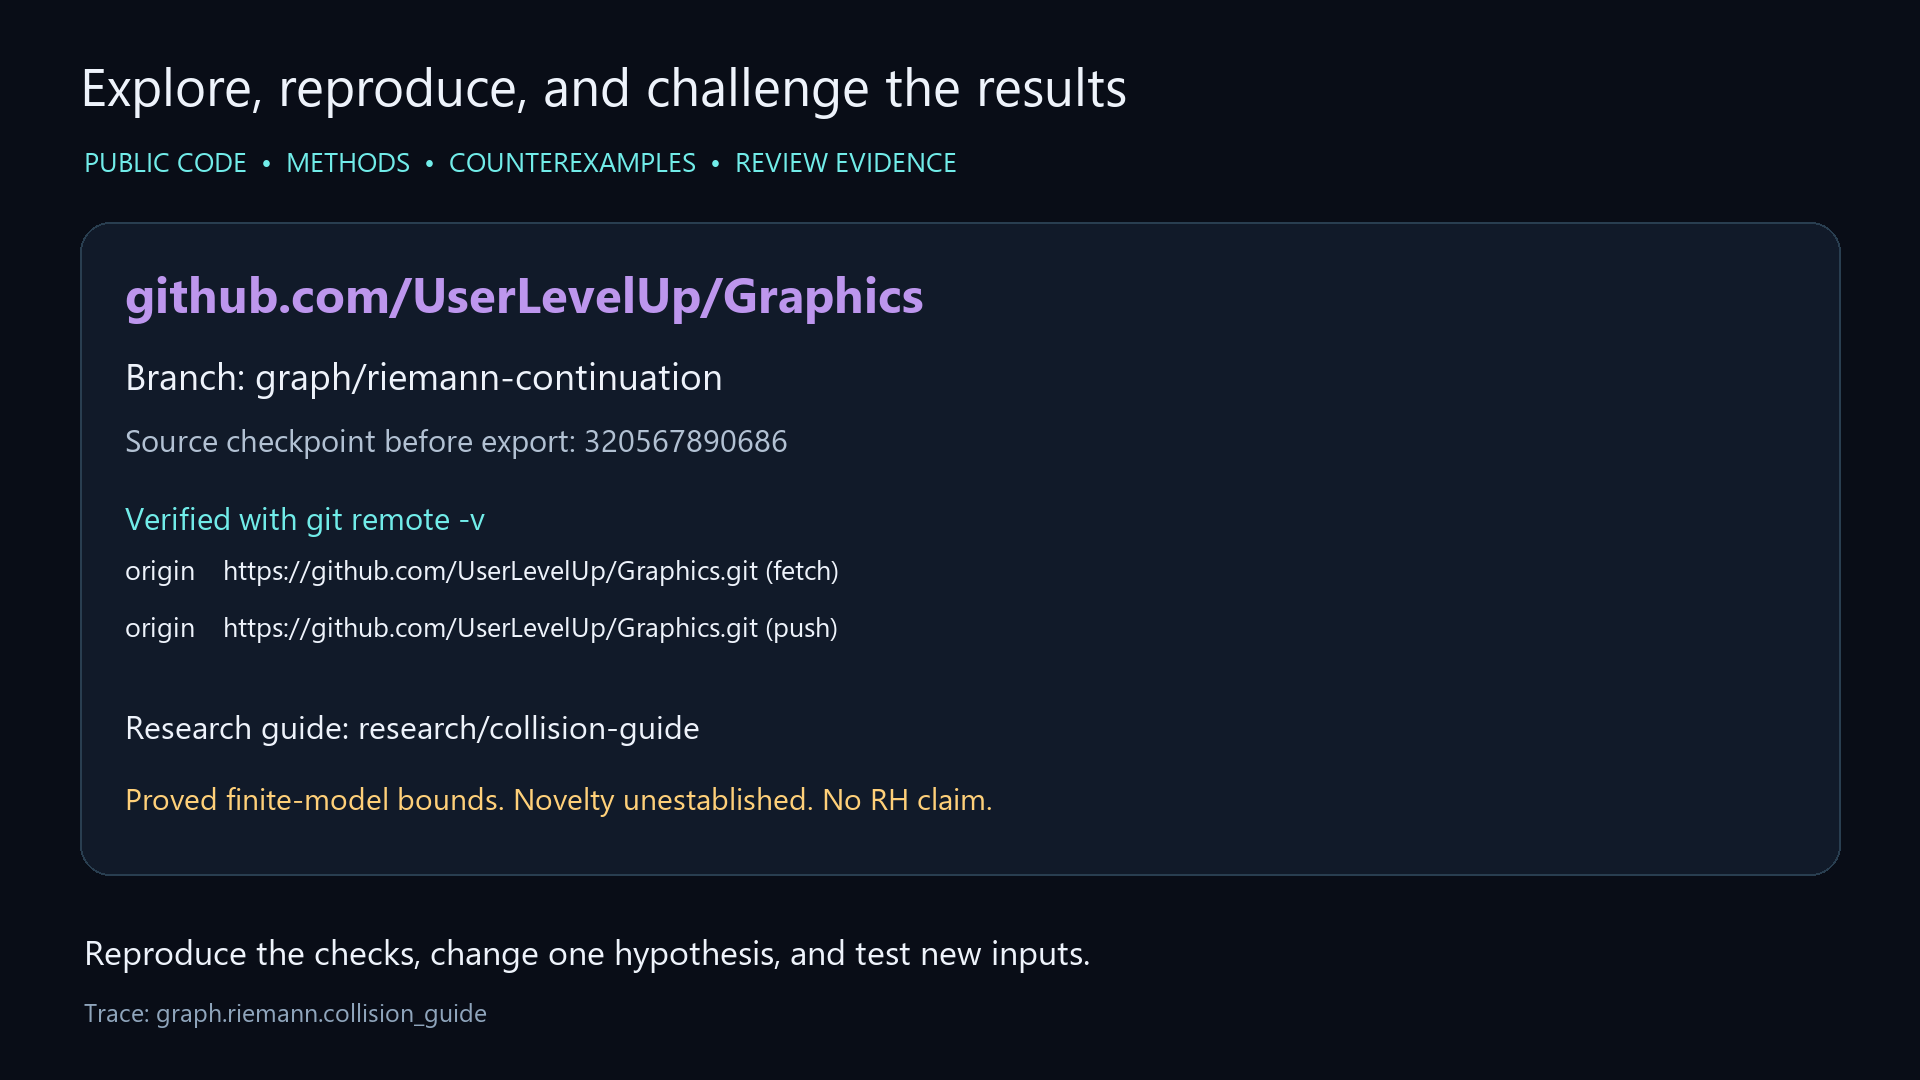 Explore, reproduce, and challenge the results
PUBLIC CODE • METHODS • COUNTEREXAMPLES • REVIEW EVIDENCE
github.com/UserLevelUp/Graphics
Branch: graph/riemann-continuation
Source checkpoint before export: 320567890686
Verified with git remote -v
origin https://github.com/UserLevelUp/Graphics.git (fetch)
origin https://github.com/UserLevelUp/Graphics.git (push)
Research guide: research/collision-guide
Proved finite-model bounds. Novelty unestablished. No RH claim.
Reproduce the checks, change one hypothesis, and test new inputs.
Trace: graph.riemann.collision_guide